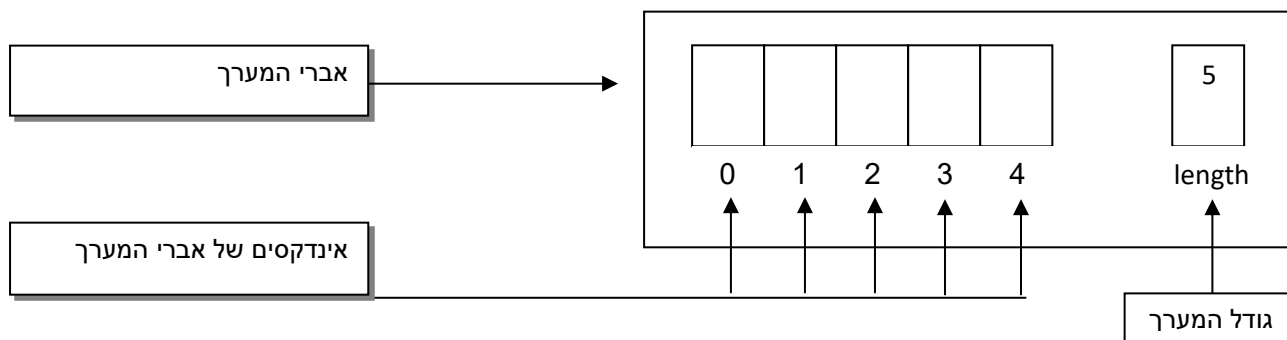 אברי המערך
5
0 1 2 3 4
length
אינדקסים של אברי המערך
גודל המערך